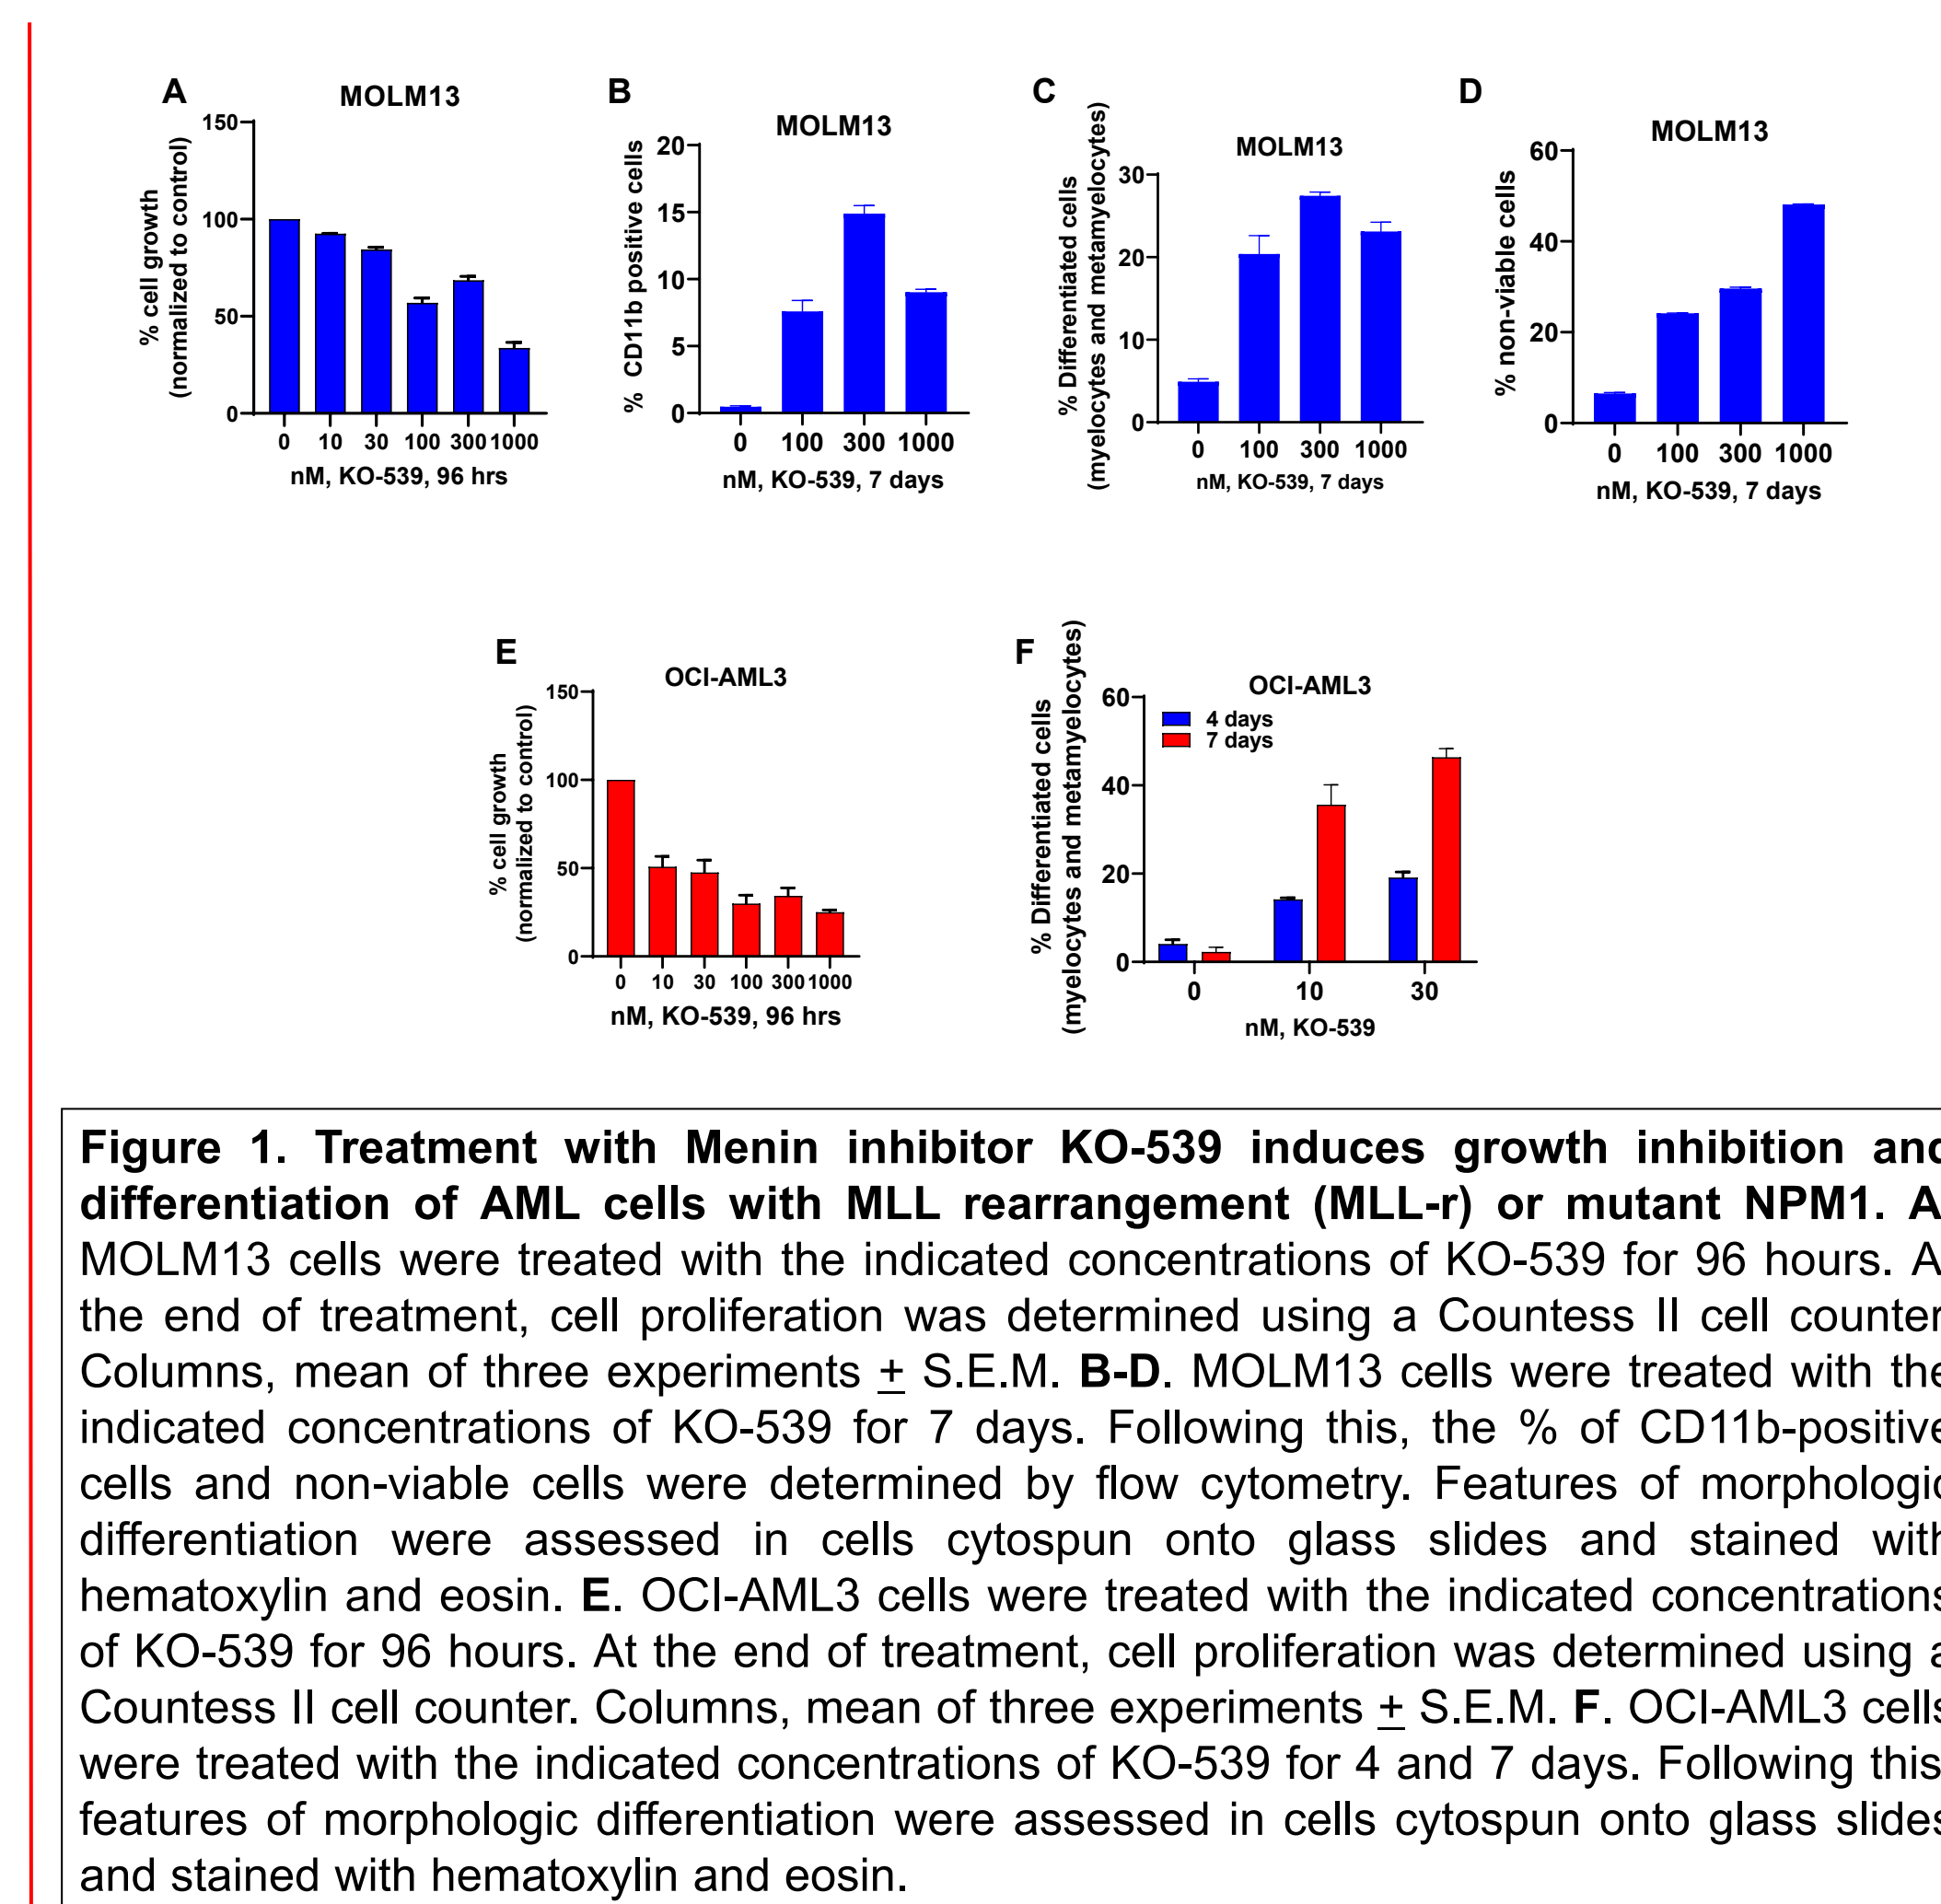 A
MOLM13
% cell growth
(normalized to control)
150
100
50
0
0 10 30 100 300 1000
nM, KO-539, 96 hrs
B
MOLM13
% CD11b positive cells
20
15
10
5
0
0 100 300 1000
nM, KO-539, 7 days
C
MOLM13
% Differentiated cells
(myelocytes and metamyelocytes)
30
20
10
0
0 100 300 1000
nM, KO-539, 7 days
D
MOLM13
% non-viable cells
60
40
20
0
0 100 300 1000
nM, KO-539, 7 days
E
OCI-AML3
% cell growth
(normalized to control)
150
100
50
0
0 10 30 100 300 1000
nM, KO-539, 96 hrs
F
OCI-AML3
% Differentiated cells
(myelocytes and metamyelocytes)
60
40
20
0
4 days
7 days
0 10 30
nM, KO-539
Figure 1. Treatment with Menin inhibitor KO-539 induces growth inhibition and
differentiation of AML cells with MLL rearrangement (MLL-r) or mutant NPM1. A.
MOLM13 cells were treated with the indicated concentrations of KO-539 for 96 hours. A
the end of treatment, cell proliferation was determined using a Countess II cell counter
Columns, mean of three experiments + S.E.M. B-D. MOLM13 cells were treated with the
indicated concentrations of KO-539 for 7 days. Following this, the % of CD11b-positive
cells and non-viable cells were determined by flow cytometry. Features of morphologic
differentiation were assessed in cells cytospun onto glass slides and stained with
hematoxylin and eosin. E. OCI-AML3 cells were treated with the indicated concentrations
of KO-539 for 96 hours. At the end of treatment, cell proliferation was determined using a
Countess II cell counter. Columns, mean of three experiments + S.E.M. F. OCI-AML3 cells
were treated with the indicated concentrations of KO-539 for 4 and 7 days. Following this,
features of morphologic differentiation were assessed in cells cytospun onto glass slides
and stained with hematoxylin and eosin.